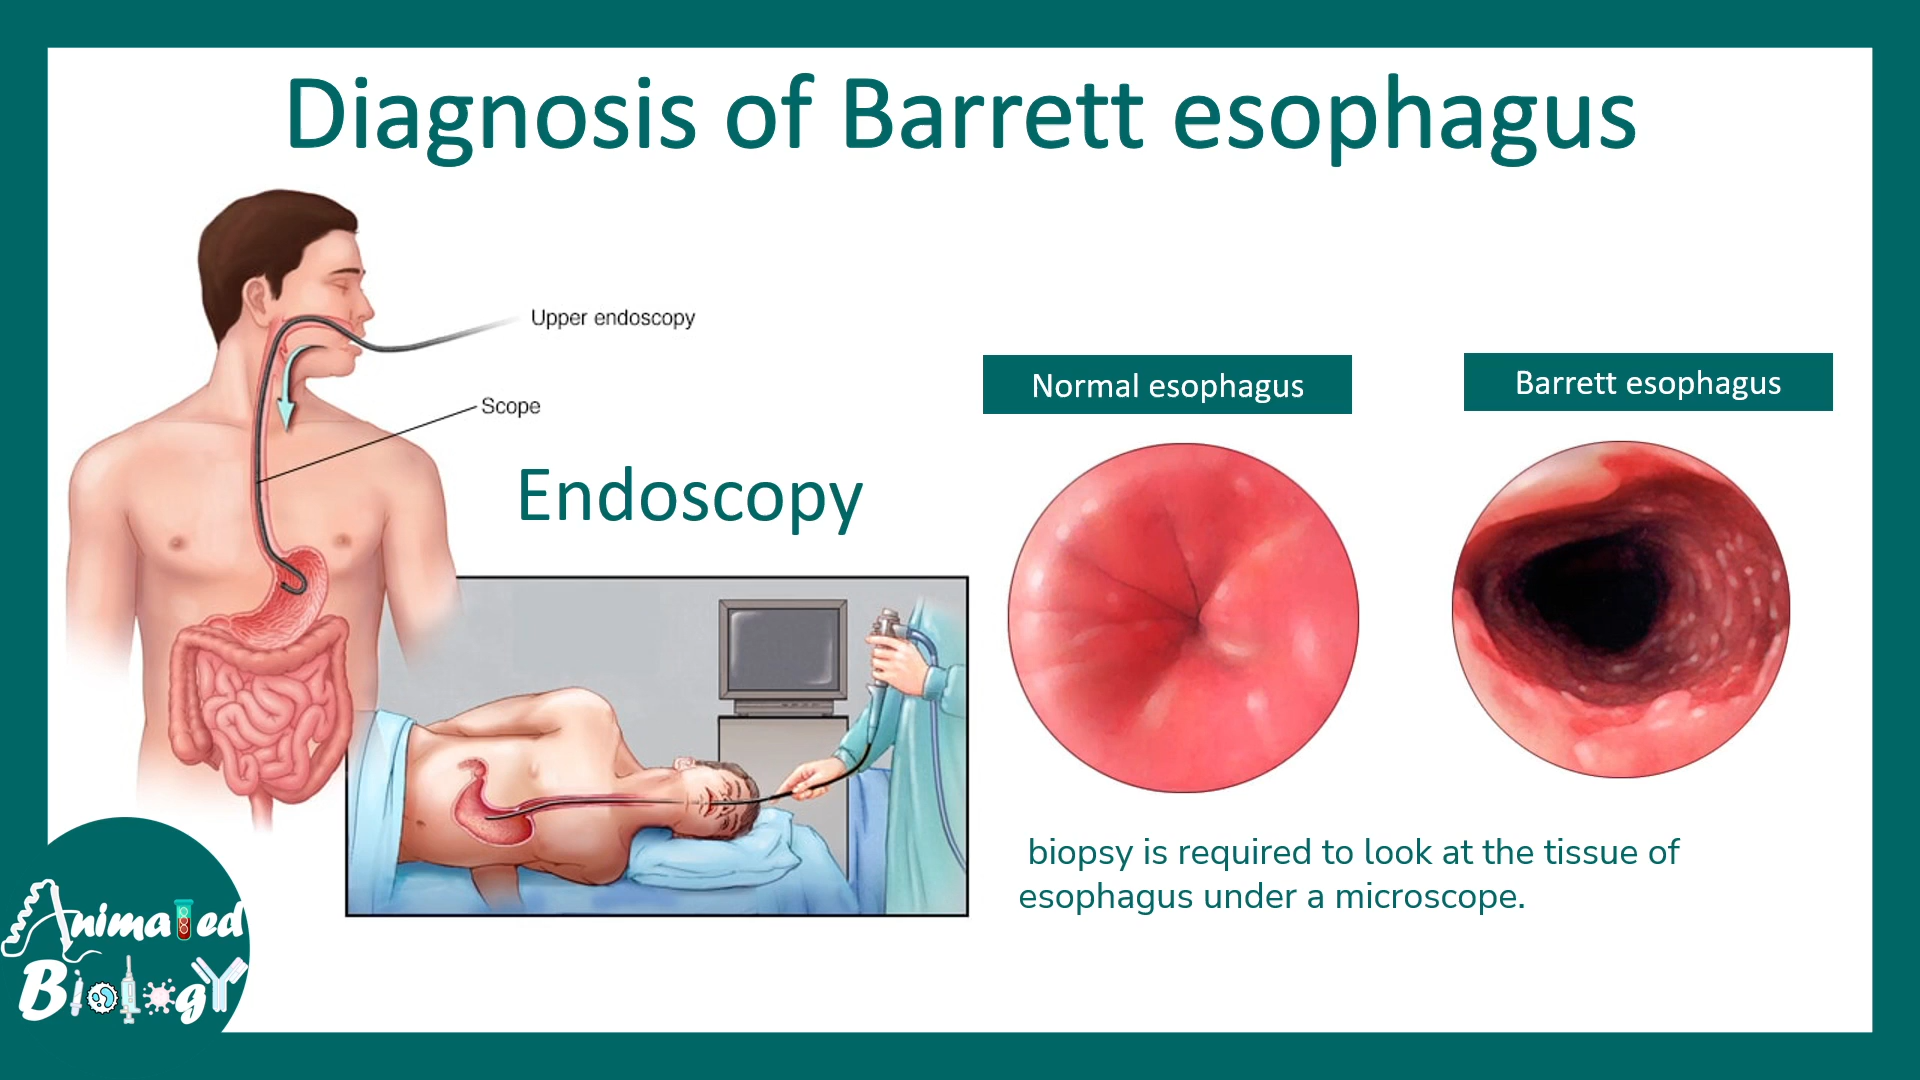 Diagnosis of Barrett esophagus
Upper endoscopy
Scope
Endoscopy
Normal esophagus
Barrett esophagus
biopsy is required to look at the tissue of
esophagus under a microscope.
Animated
Biology